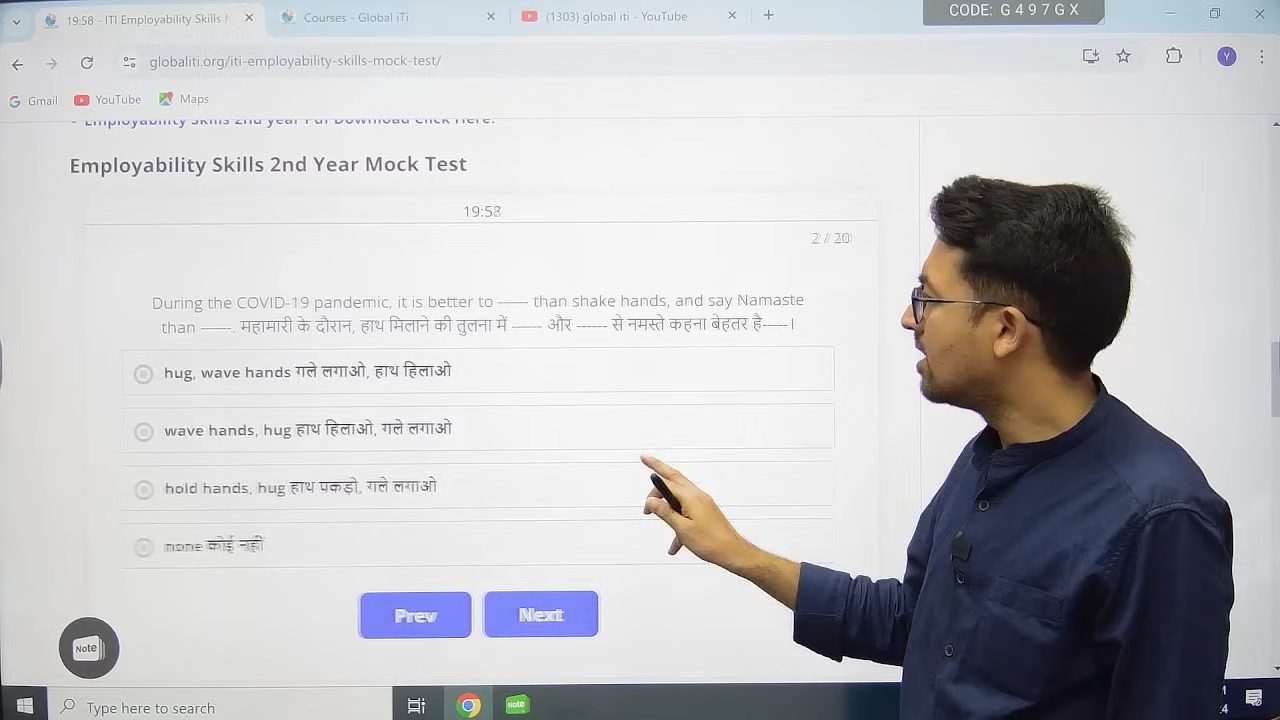 19:58 - ITI Employability Skills M
Courses - Global iTi
(1303) global iti - YouTube
CODE: G 4 9 7 G X
globaliti.org/iti-employability-skills-mock-test/
Y
Gmail
YouTube
Maps
Employability Skills 2nd year Pdf Download Click Here.
Employability Skills 2nd Year Mock Test
19:58
2 / 20
During the COVID-19 pandemic, it is better to ------ than shake hands, and say Namaste
than ------. महामारी के दौरान, हाथ मिलाने की तुलना में ------ और ------ से नमस्ते कहना बेहतर है-----।
hug, wave hands गले लगाओ, हाथ हिलाओ
wave hands, hug हाथ हिलाओ, गले लगाओ
hold hands, hug हाथ पकड़ो, गले लगाओ
none कोई नहीं
Prev
Next
Note
Type here to search
Note